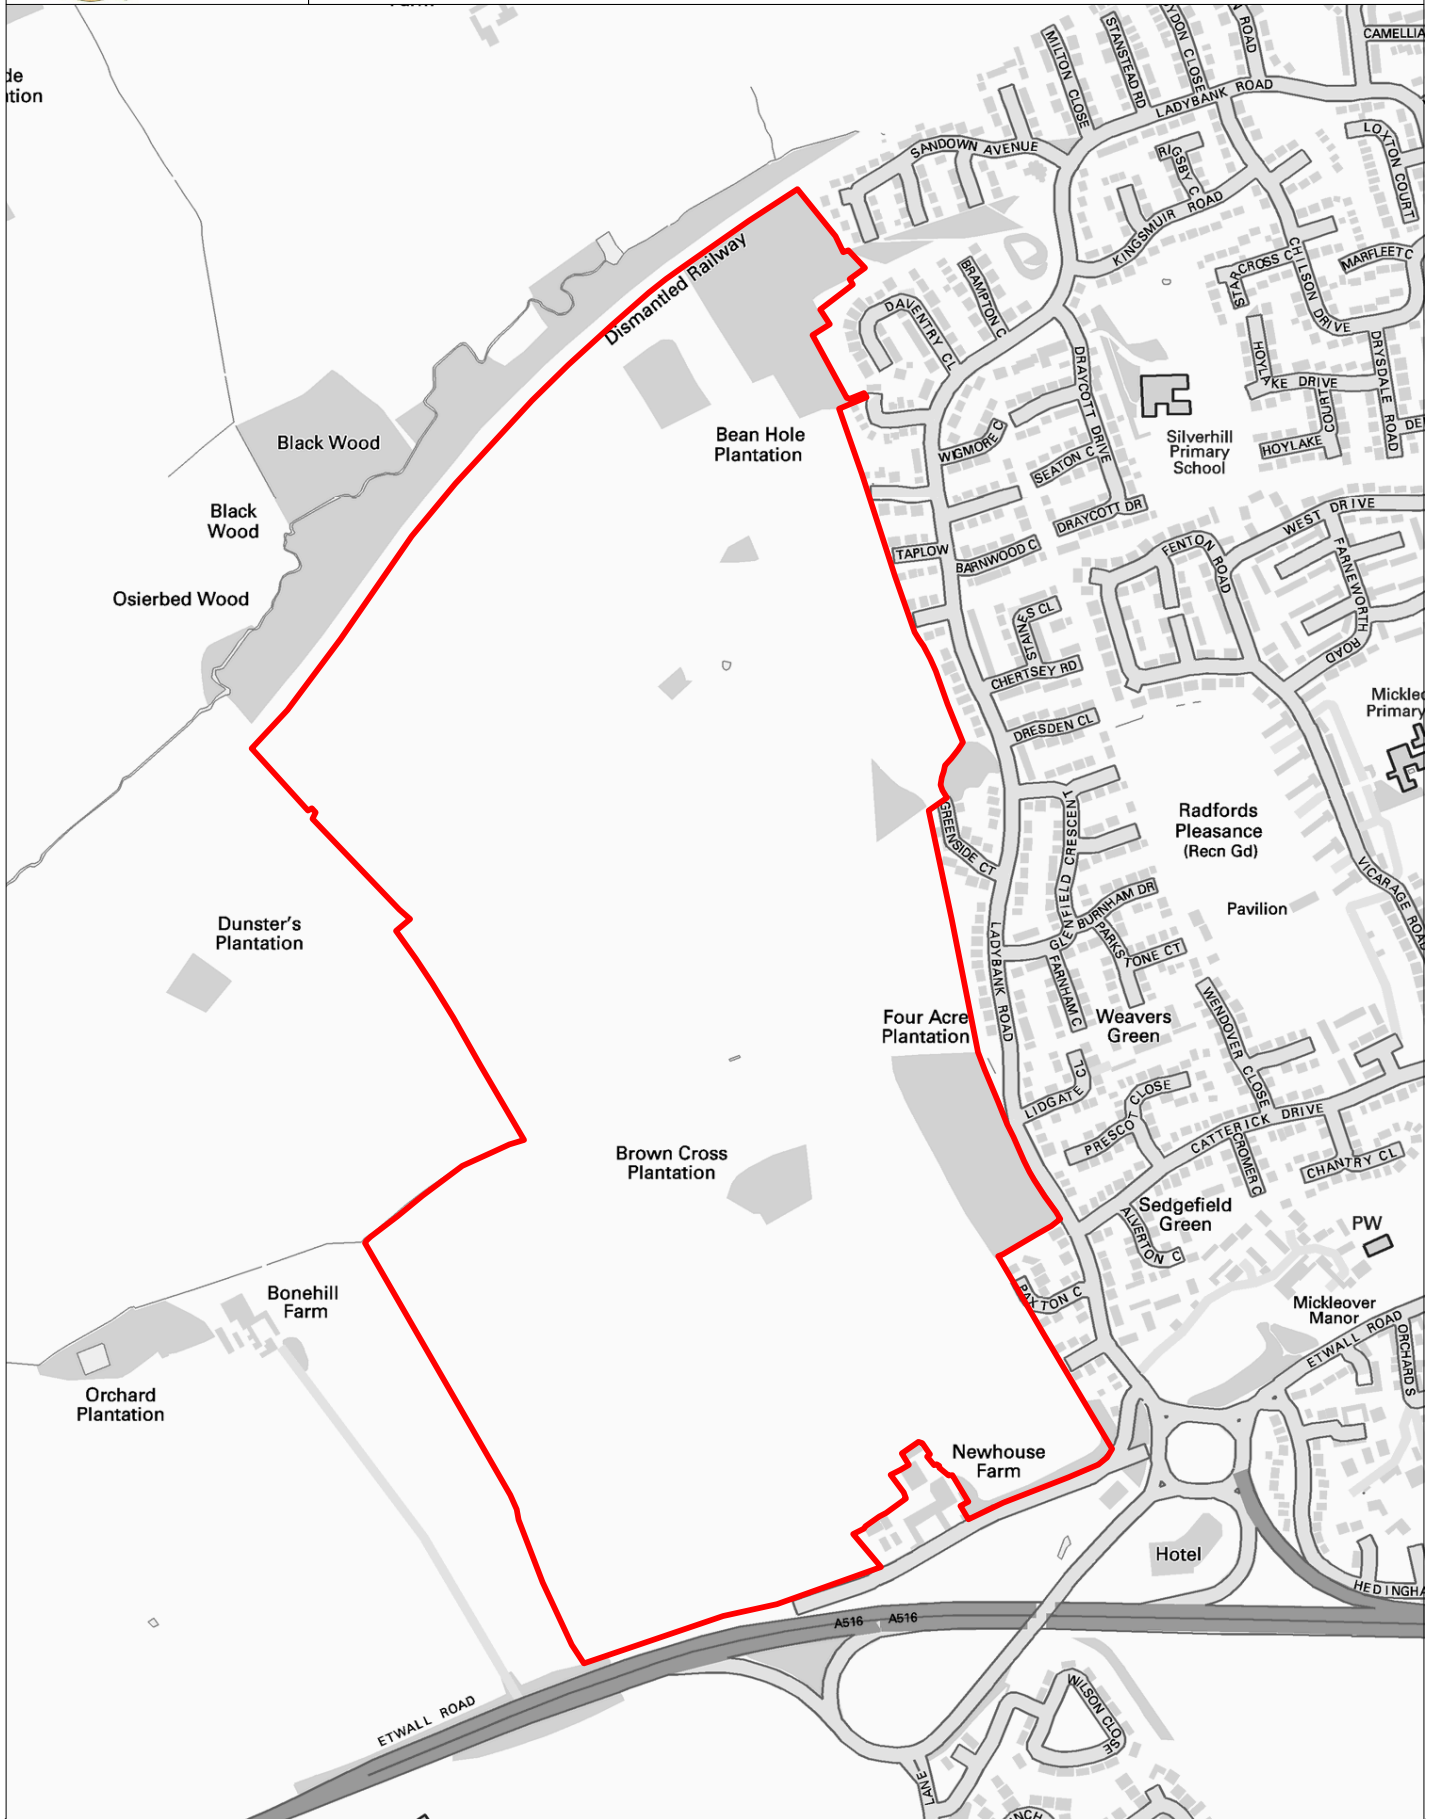 MILTON CLOSE
STANSTEAD RD
CLOSE
ROAD
CAMELLIA
LADYBANK ROAD
SANDOWN AVENUE
LOXTON COURT
RIGSBY C
KINGSMUIR ROAD
STARCROSS C
CHILSON DRIVE
MARFLEET C
Dismantled Railway
BRAMPTON C
DAVENTRY CL
DRAYCOTT DRIVE
HOYLAKE DRIVE
DRYSDALE ROAD
HOYLAKE COURT
Silverhill
Primary
School
Black Wood
Bean Hole
Plantation
WIGMORE C
SEATON C
DRAYCOTT DR
Black
Wood
WEST DRIVE
TAPLOW
BARNWOOD C
FENTON ROAD
FARNEWORTH ROAD
Osierbed Wood
STAINES CL
CHERTSEY RD
DRESDEN CL
Primary
GREENSIDE CT
GLENFIELD CRESCENT
Radfords
Pleasance
(Recn Gd)
VICARAGE ROAD
BURNHAM DR
Pavilion
Dunster's
Plantation
LADYBANK ROAD
PARKSTONE CT
FARNHAM C
Four Acre
Plantation
Weavers
Green
WENDOVER CLOSE
LIDGATE CL
PRESCOT CLOSE
CATTERICK DRIVE
CROMER C
CHANTRY CL
Brown Cross
Plantation
Sedgefield
Green
ALVERTON C
PW
Bonehill
Farm
PAXTON C
Mickleover
Manor
ETWALL ROAD
ORCHARD S
Orchard
Plantation
Newhouse
Farm
Hotel
HEDINGHA
A516
A516
ETWALL ROAD
WILSON CLOSE
LANE